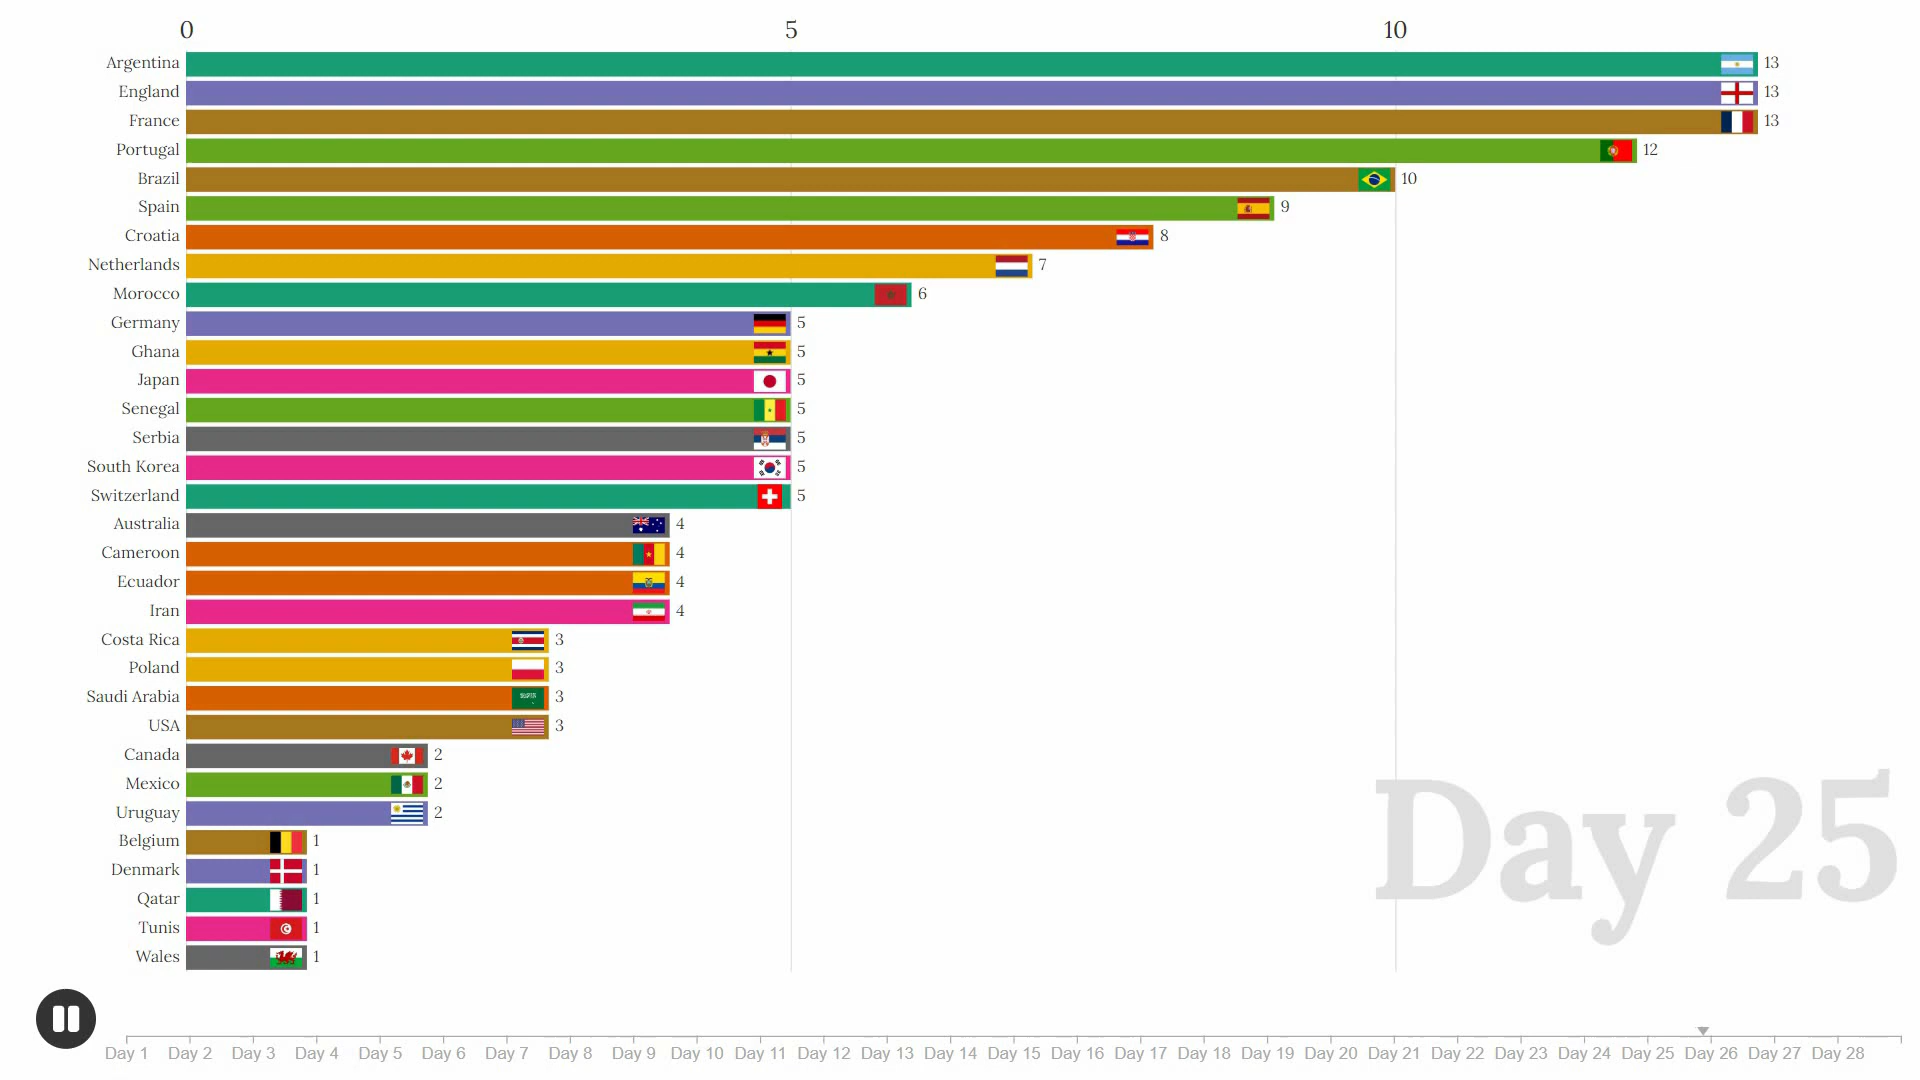 0 5 10
Argentina 13
England 13
France 13
Portugal 12
Brazil 10
Spain 9
Croatia 8
Netherlands 7
Morocco 6
Germany 5
Ghana 5
Japan 5
Senegal 5
Serbia 5
South Korea 5
Switzerland 5
Australia 4
Cameroon 4
Ecuador 4
Iran 4
Costa Rica 3
Poland 3
Saudi Arabia 3
USA 3
Canada 2
Mexico 2
Uruguay 2
Belgium 1
Denmark 1
Qatar 1
Tunis 1
Wales 1
Day 25
Day 1 Day 2 Day 3 Day 4 Day 5 Day 6 Day 7 Day 8 Day 9 Day 10 Day 11 Day 12 Day 13 Day 14 Day 15 Day 16 Day 17 Day 18 Day 19 Day 20 Day 21 Day 22 Day 23 Day 24 Day 25 Day 26 Day 27 Day 28